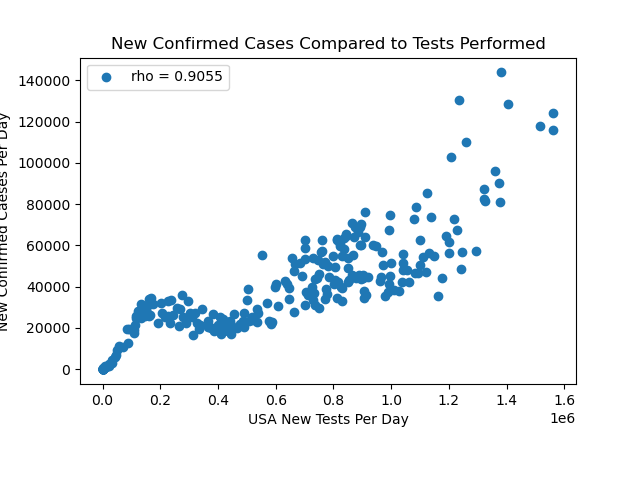 New Confirmed Cases Compared to Tests Performed
rho = 0.9055
140000
120000
100000
80000
60000
40000
20000
0
New Confirmed Caeses Per Day
0.0 0.2 0.4 0.6 0.8 1.0 1.2 1.4 1.6
1e6
USA New Tests Per Day